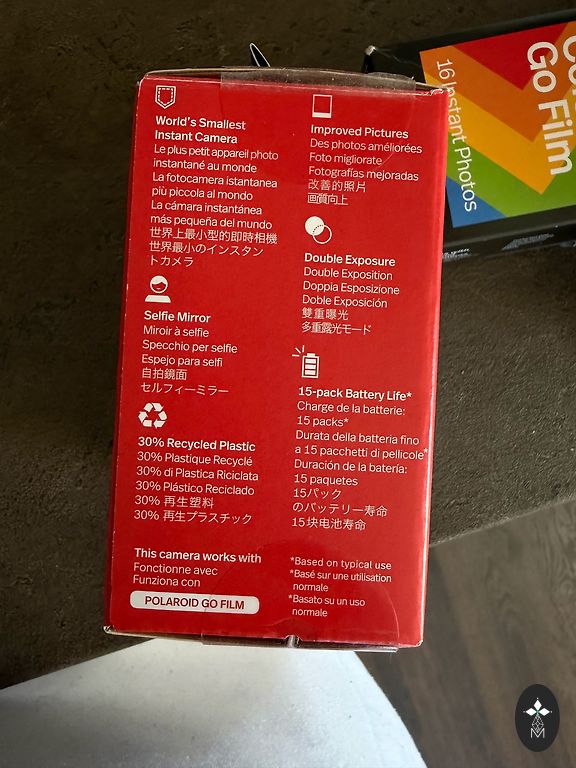 World's Smallest
Instant Camera
Le plus petit appareil photo
instantané au monde
La fotocamera istantanea
più piccola al mondo
La cámara instantánea
más pequeña del mundo
世界上最小型的即時相機
世界最小のインスタン
トカメラ
Selfie Mirror
Miroir à selfie
Specchio per selfie
Espejo para selfi
自拍鏡面
セルフィーミラー
30% Recycled Plastic
30% Plastique Recyclé
30% di Plastica Riciclata
30% Plástico Reciclado
30% 再生塑料
30% 再生プラスチック
This camera works with
Fonctionne avec
Funziona con
POLAROID GO FILM
Improved Pictures
Des photos améliorées
Foto migliorate
Fotografías mejoradas
改善的照片
画質向上
Double Exposure
Double Exposition
Doppia Esposizione
Doble Exposición
雙重曝光
多重露光モード
15-pack Battery Life*
Charge de la batterie:
15 packs*
Durata della batteria fino
a 15 pacchetti di pellicole*
Duración de la batería:
15 paquetes
15パック
のバッテリー寿命
15块电池寿命
*Based on typical use
*Basé sur une utilisation
normale
*Basato su un uso
normale
Go Film
16 Instant Photos
M